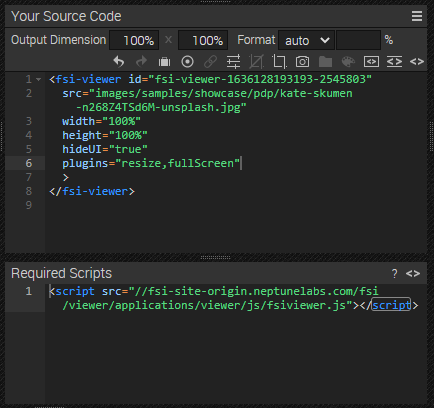 Your Source Code
Output Dimension 100% x 100% Format auto %
1 <fsi-viewer id="fsi-viewer-1636128193193-2545803"
2 src="images/samples/showcase/pdp/kate-skumen
-n268Z4TSd6M-unsplash.jpg"
3 width="100%"
4 height="100%"
5 hideUI="true"
6 plugins="resize,fullScreen"
7 >
8 </fsi-viewer>
9
Required Scripts ? <>
1 <script src="//fsi-site-origin.neptunelabs.com/fsi
/viewer/applications/viewer/js/fsiviewer.js"></script>